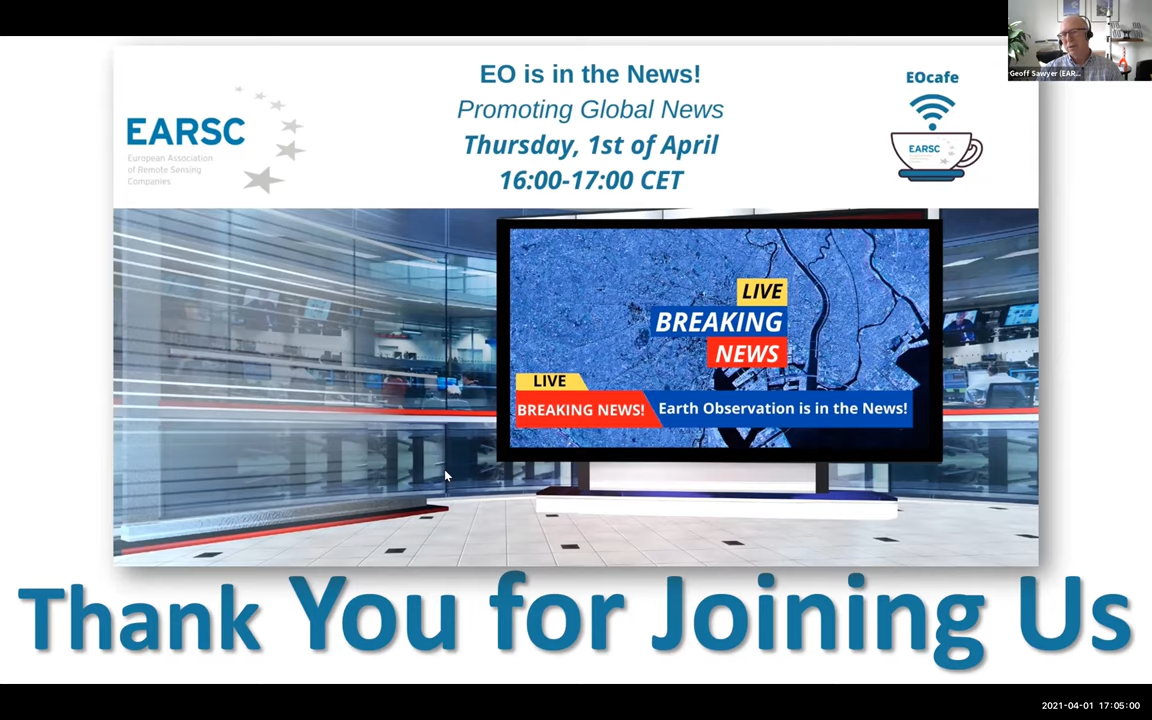 Geoff Sawyer (EAR...
EO is in the News!
Promoting Global News
Thursday, 1st of April
16:00-17:00 CET
EARSC
European Association
of Remote Sensing
Companies
EOcafe
EARSC
LIVE
BREAKING
NEWS
LIVE
BREAKING NEWS!
Earth Observation is in the News!
Thank You for Joining Us
2021-04-01 17:05:00